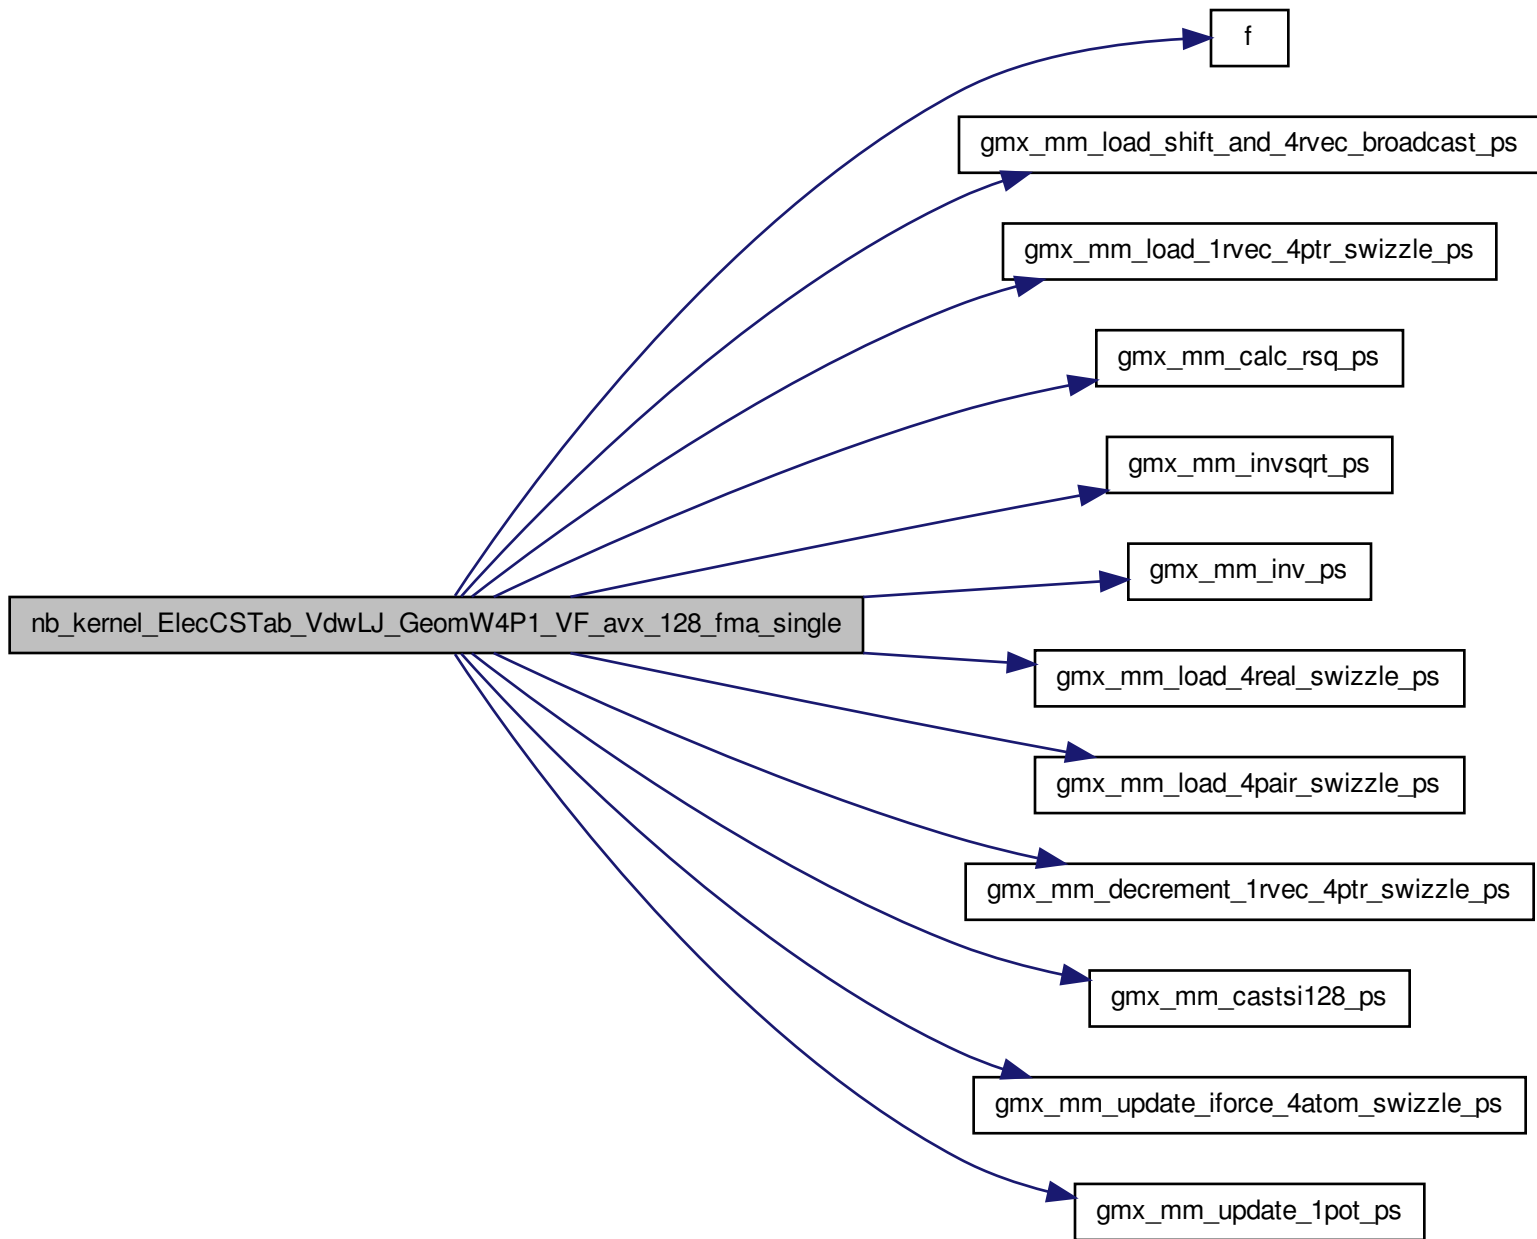 f
gmx_mm_load_shift_and_4rvec_broadcast_ps
gmx_mm_load_1rvec_4ptr_swizzle_ps
gmx_mm_calc_rsq_ps
gmx_mm_invsqrt_ps
gmx_mm_inv_ps
nb_kernel_ElecCSTab_VdwLJ_GeomW4P1_VF_avx_128_fma_single
gmx_mm_load_4real_swizzle_ps
gmx_mm_load_4pair_swizzle_ps
gmx_mm_decrement_1rvec_4ptr_swizzle_ps
gmx_mm_castsi128_ps
gmx_mm_update_iforce_4atom_swizzle_ps
gmx_mm_update_1pot_ps